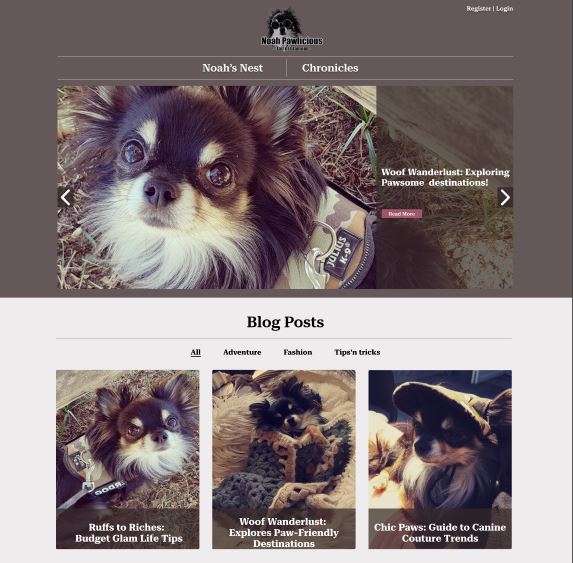 Register | Login
Noah Pawlicious
Noah's Nest
Chronicles
JULIUS
K-9
Woof Wanderlust: Exploring
Pawsome destinations!
Read More
Blog Posts
All
Adventure
Fashion
Tips'n tricks
Ruffs to Riches:
Budget Glam Life Tips
Woof Wanderlust:
Explores Paw-Friendly
Destinations
Chic Paws: Guide to Canine
Couture Trends